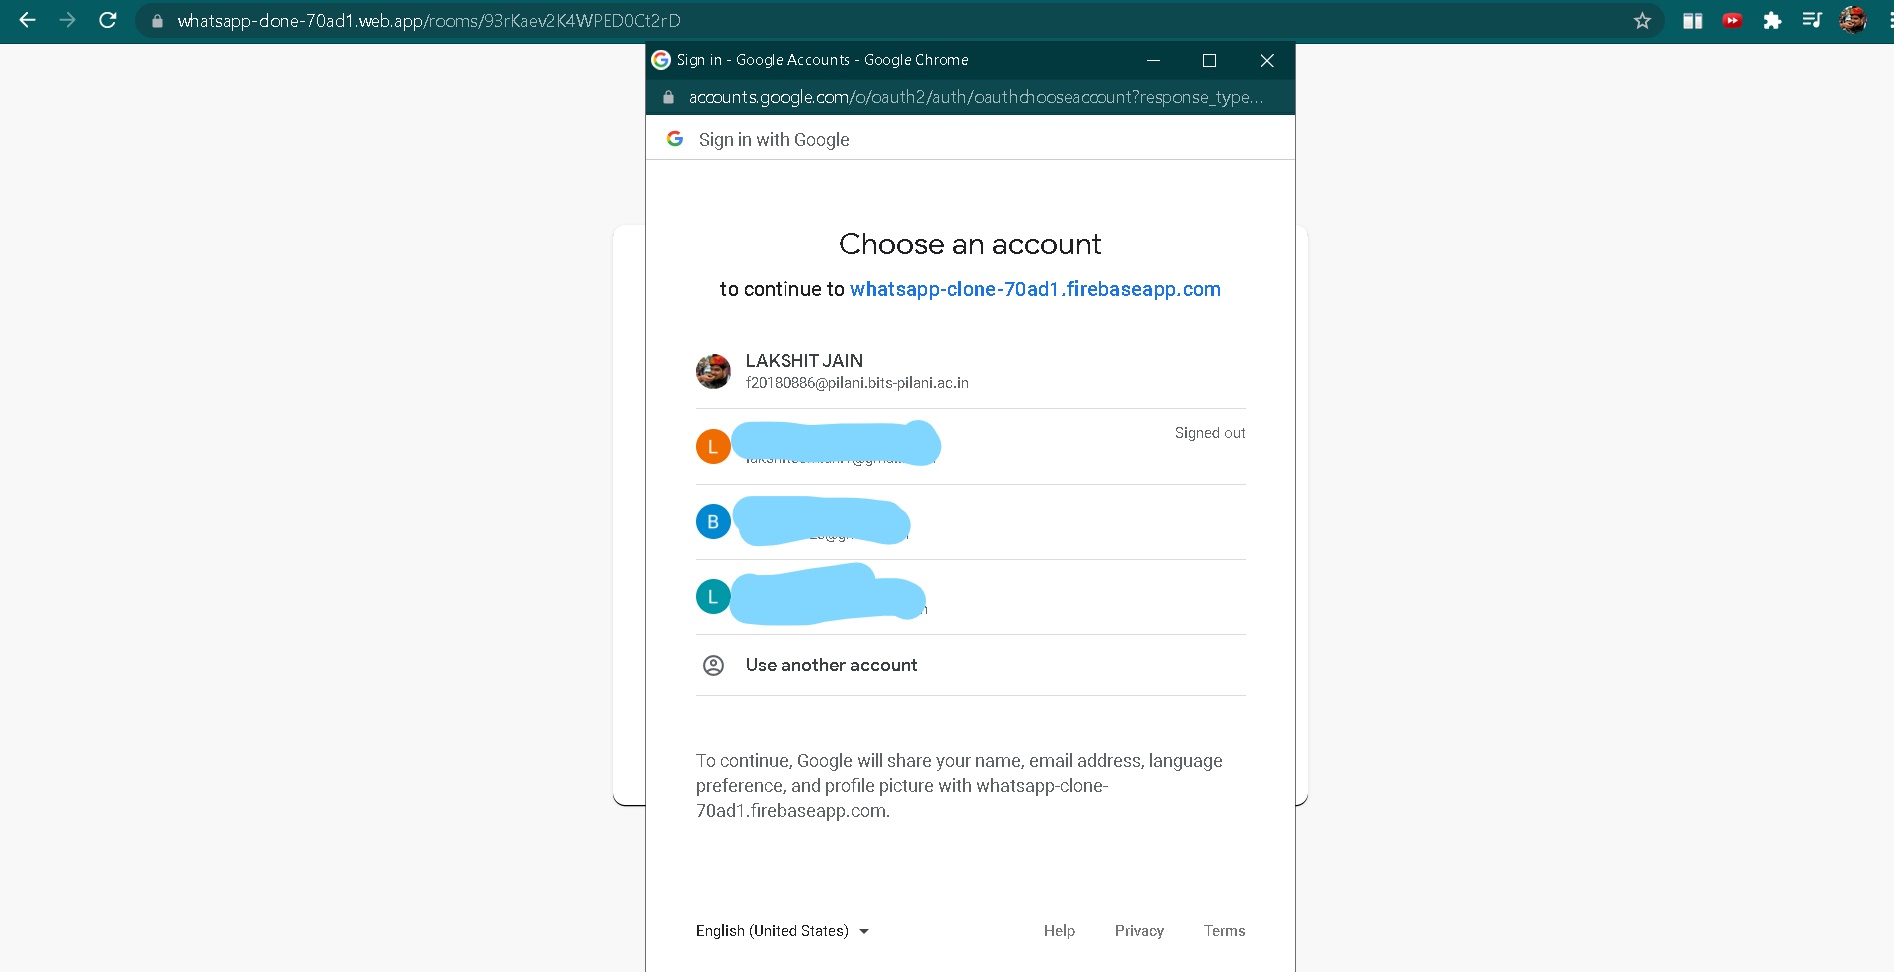 whatsapp-clone-70ad1.web.app/rooms/93rKaev2K4WPED0Ct2rD
Sign in - Google Accounts - Google Chrome
accounts.google.com/o/oauth2/auth/oauthchooseaccount?response_type...
Sign in with Google
Choose an account
to continue to whatsapp-clone-70ad1.firebaseapp.com
LAKSHIT JAIN
f20180886@pilani.bits-pilani.ac.in
Signed out
L
B
L
Use another account
To continue, Google will share your name, email address, language
preference, and profile picture with whatsapp-clone-
70ad1.firebaseapp.com.
English (United States) Help Privacy Terms